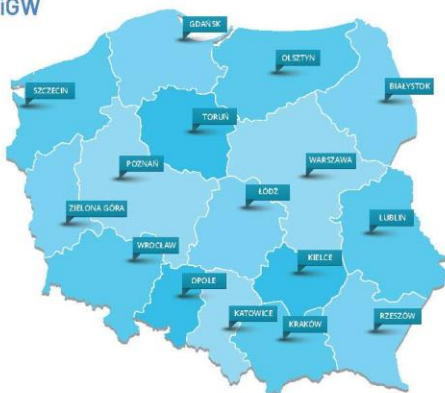 iGW
GDAŃSK
OLSZTYN
SZCZECIN
BIAŁYSTOK
TORUŃ
POZNAŃ
WARSZAWA
ŁÓDŹ
ZIELONA GÓRA
LUBLIN
WROCŁAW
KIELCE
OPOLE
KATOWICE
KRAKÓW
RZESZÓW